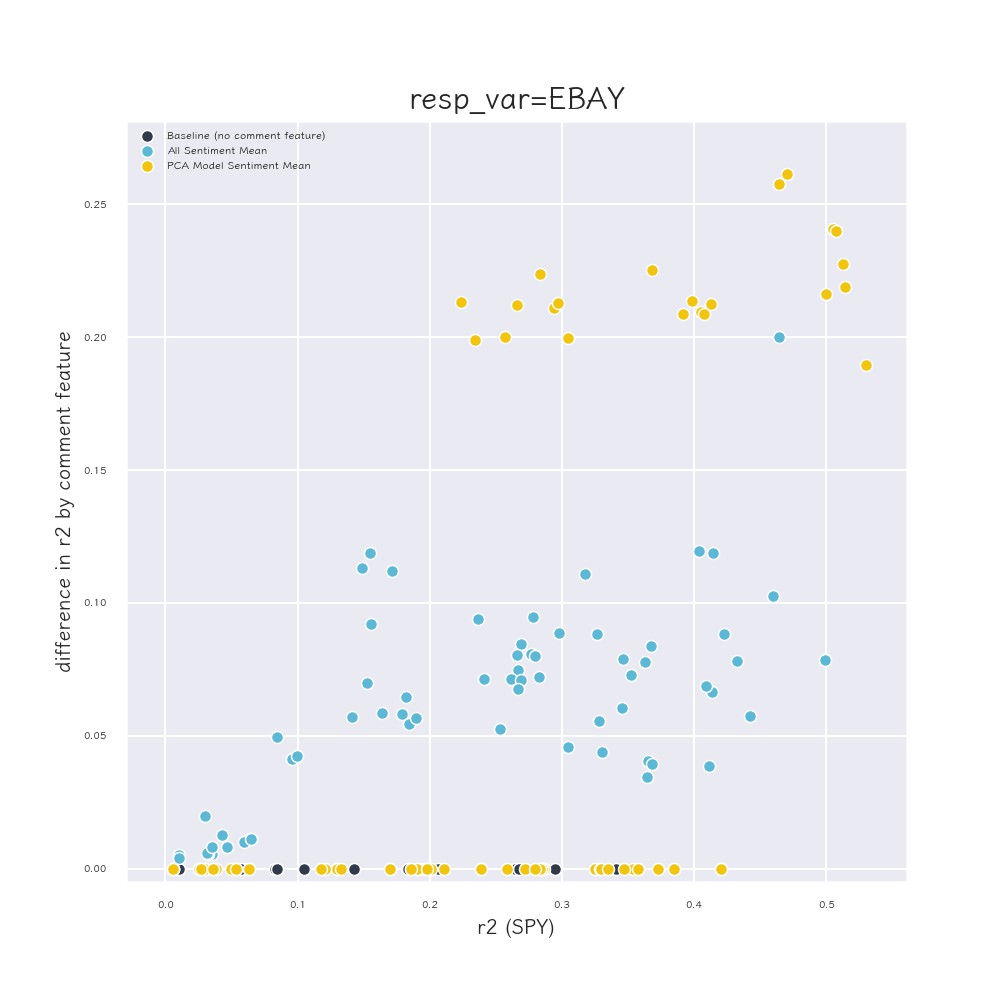 resp_var=EBAY
Baseline (no comment feature)
All Sentiment Mean
PCA Model Sentiment Mean
difference in r2 by comment feature
0.25
0.20
0.15
0.10
0.05
0.00
0.0 0.1 0.2 0.3 0.4 0.5
r2 (SPY)